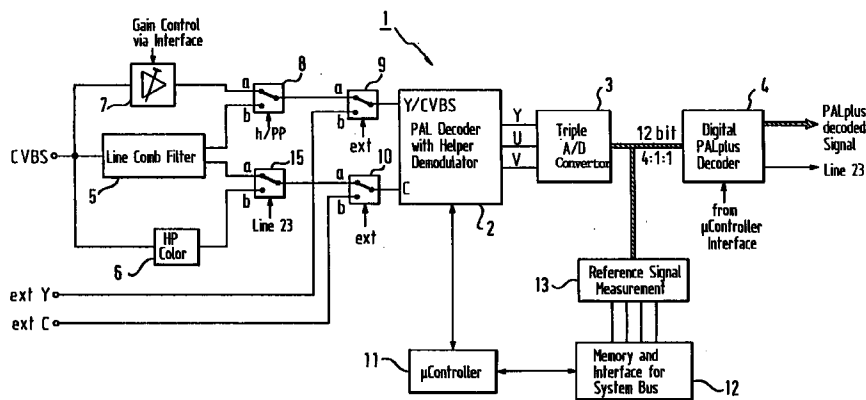 Gain Control
via Interface
1
7
a
b
8
h/PP
a
b
9
ext
Y/CVBS
PAL Decoder
with Helper
Demodulator
C
2
Y
U
V
3
Triple
A/D
Convertor
12 bit
4:1:1
4
Digital
PALplus
Decoder
PALplus
decoded
Signal
Line 23
from
µController
Interface
CVBS
Line Comb Filter
5
a
b
15
Line 23
a
b
10
ext
HP
Color
6
ext Y
ext C
13
Reference Signal
Measurement
11
µController
Memory and
Interface for
System Bus
12